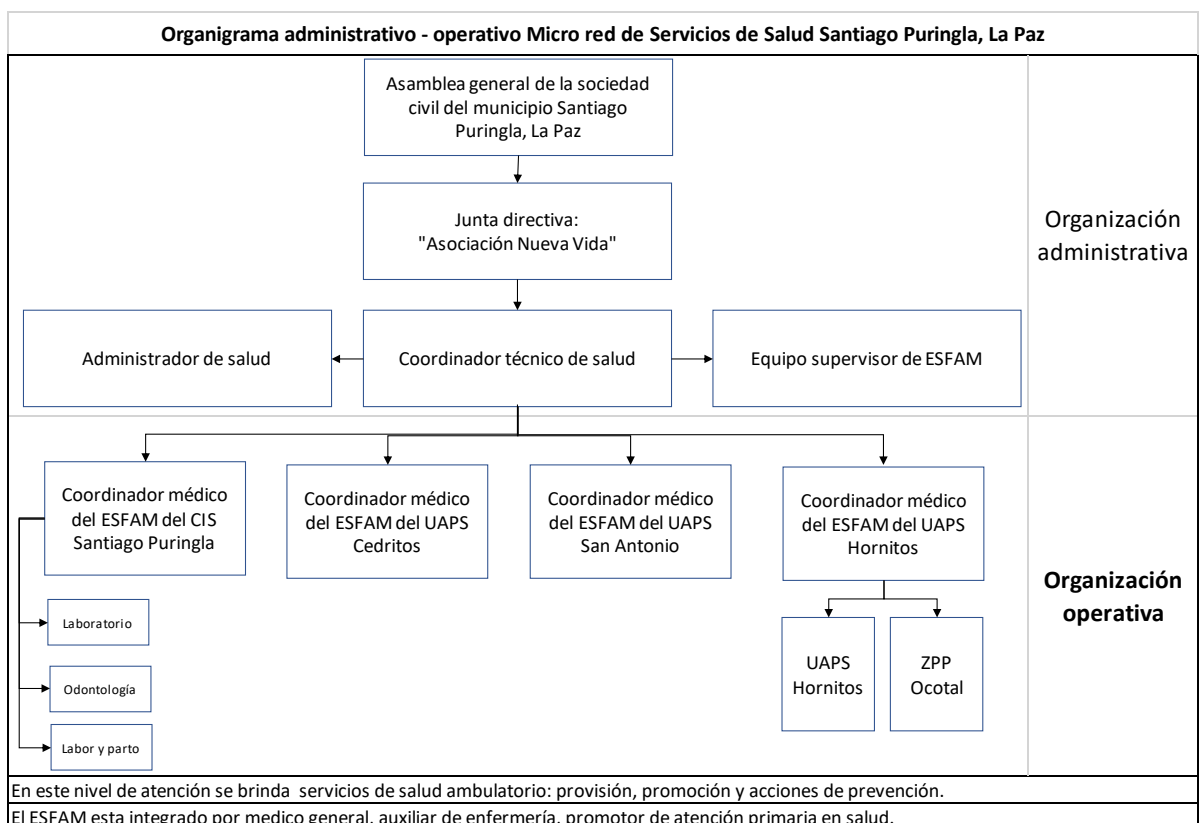 Organigrama administrativo - operativo Micro red de Servicios de Salud Santiago Puringla, La Paz
Asamblea general de la sociedad
civil del municipio Santiago
Puringla, La Paz
Junta directiva:
"Asociación Nueva Vida"
Organización
administrativa
Administrador de salud
Coordinador técnico de salud
Equipo supervisor de ESFAM
Coordinador médico
del ESFAM del CIS
Santiago Puringla
Coordinador médico
del ESFAM del UAPS
Cedritos
Coordinador médico
del ESFAM del UAPS
San Antonio
Coordinador médico
del ESFAM del UAPS
Hornitos
Organización
operativa
Laboratorio
Odontología
Labor y parto
UAPS
Hornitos
ZPP
Ocotal
En este nivel de atención se brinda servicios de salud ambulatorio: provisión, promoción y acciones de prevención.
El ESFAM esta integrado por medico general, auxiliar de enfermería, promotor de atención primaria en salud.